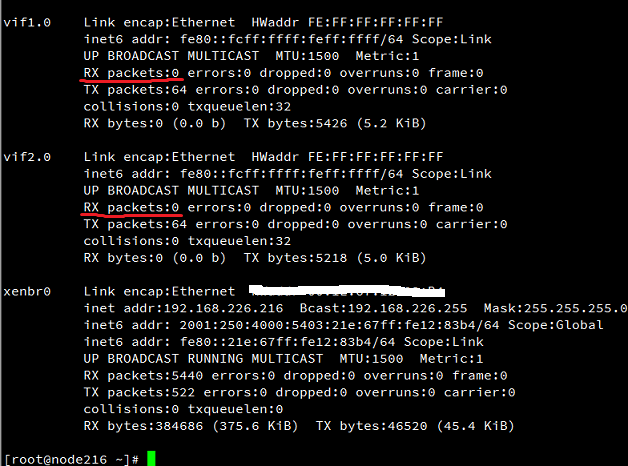 vif1.0 Link encap:Ethernet HWaddr FE:FF:FF:FF:FF:FF
inet6 addr: fe80::fcff:ffff:feff:ffff/64 Scope:Link
UP BROADCAST MULTICAST MTU:1500 Metric:1
RX packets:0 errors:0 dropped:0 overruns:0 frame:0
TX packets:64 errors:0 dropped:0 overruns:0 carrier:0
collisions:0 txqueuelen:32
RX bytes:0 (0.0 b) TX bytes:5426 (5.2 KiB)
vif2.0 Link encap:Ethernet HWaddr FE:FF:FF:FF:FF:FF
inet6 addr: fe80::fcff:ffff:feff:ffff/64 Scope:Link
UP BROADCAST MULTICAST MTU:1500 Metric:1
RX packets:0 errors:0 dropped:0 overruns:0 frame:0
TX packets:64 errors:0 dropped:0 overruns:0 carrier:0
collisions:0 txqueuelen:32
RX bytes:0 (0.0 b) TX bytes:5218 (5.0 KiB)
xenbr0 Link encap:Ethernet
inet addr:192.168.226.216 Bcast:192.168.226.255 Mask:255.255.255.0
inet6 addr: 2001:250:4000:5403:21e:67ff:fe12:83b4/64 Scope:Global
inet6 addr: fe80::21e:67ff:fe12:83b4/64 Scope:Link
UP BROADCAST RUNNING MULTICAST MTU:1500 Metric:1
RX packets:5440 errors:0 dropped:0 overruns:0 frame:0
TX packets:522 errors:0 dropped:0 overruns:0 carrier:0
collisions:0 txqueuelen:0
RX bytes:384686 (375.6 KiB) TX bytes:46520 (45.4 KiB)
[root@node216 ~]#